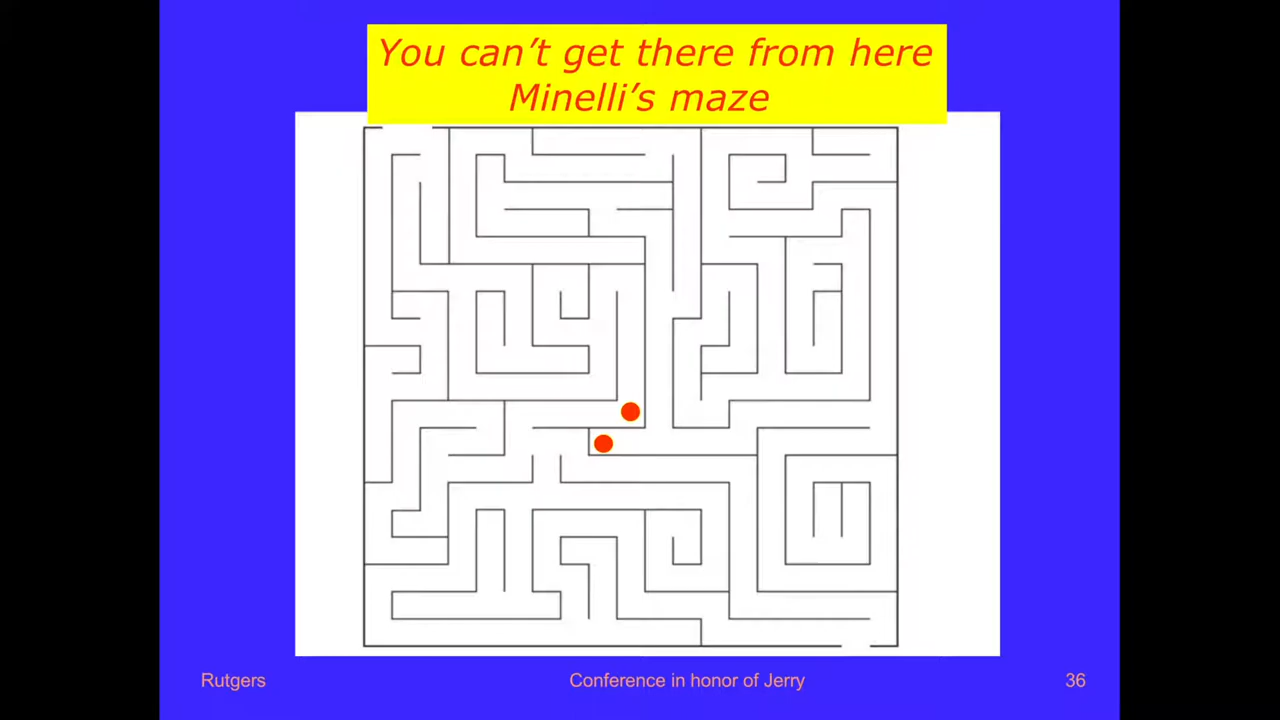 You can’t get there from here
Minelli’s maze
Rutgers
Conference in honor of Jerry
36